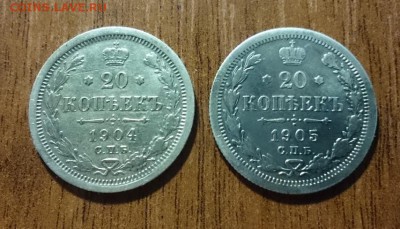 COINS.LAVE.RU
20
КОПѢЕКЪ
1904
С.П.Б.
20
КОПѢЕКЪ
1905
С.П.Б.